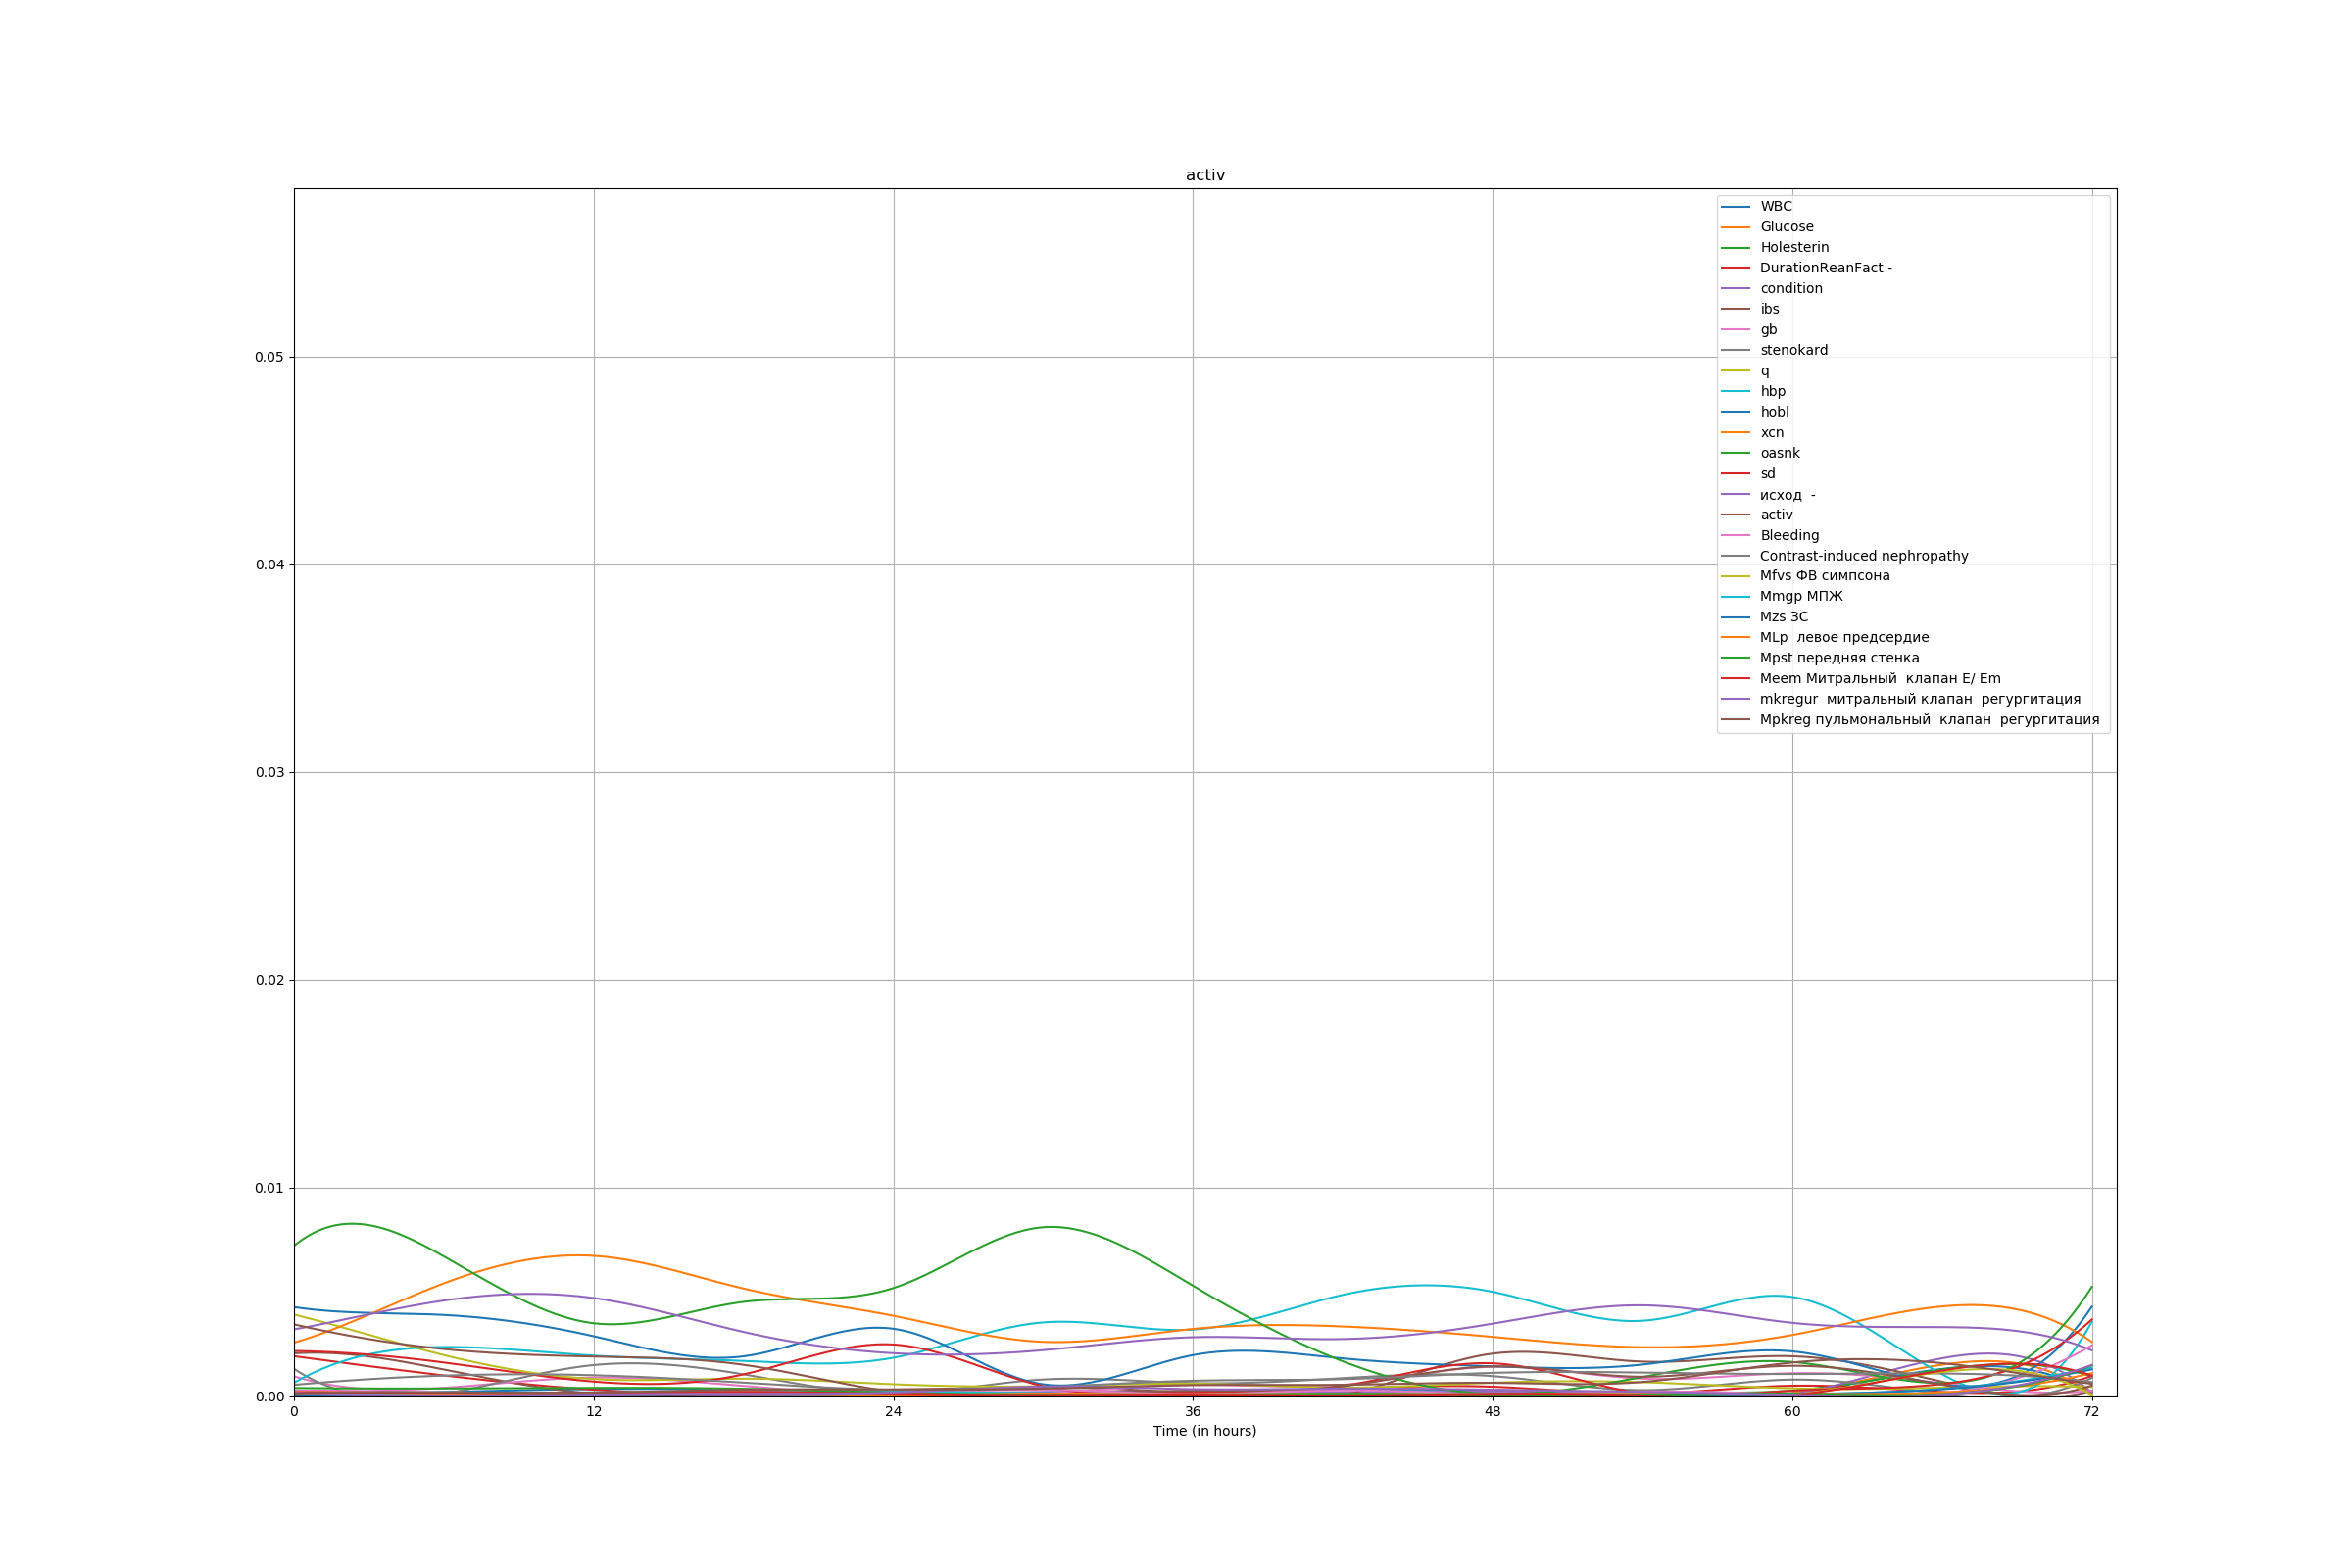 activ
WBC
Glucose
Holesterin
DurationReanFact -
condition
ibs
gb
stenokard
q
hbp
hobl
xcn
oasnk
sd
исход  -
activ
Bleeding
Contrast-induced nephropathy
Mfvs ФВ симпсона
Mmgp МПЖ
Mzs ЗС
MLp  левое предсердие
Mpst передняя стенка
Meem Митральный  клапан E/ Em
mkregur  митральный клапан  регургитация
Mpkreg пульмональный  клапан  регургитация
0.05
0.04
0.03
0.02
0.01
0.00
0 12 24 36 48 60 72
Time (in hours)